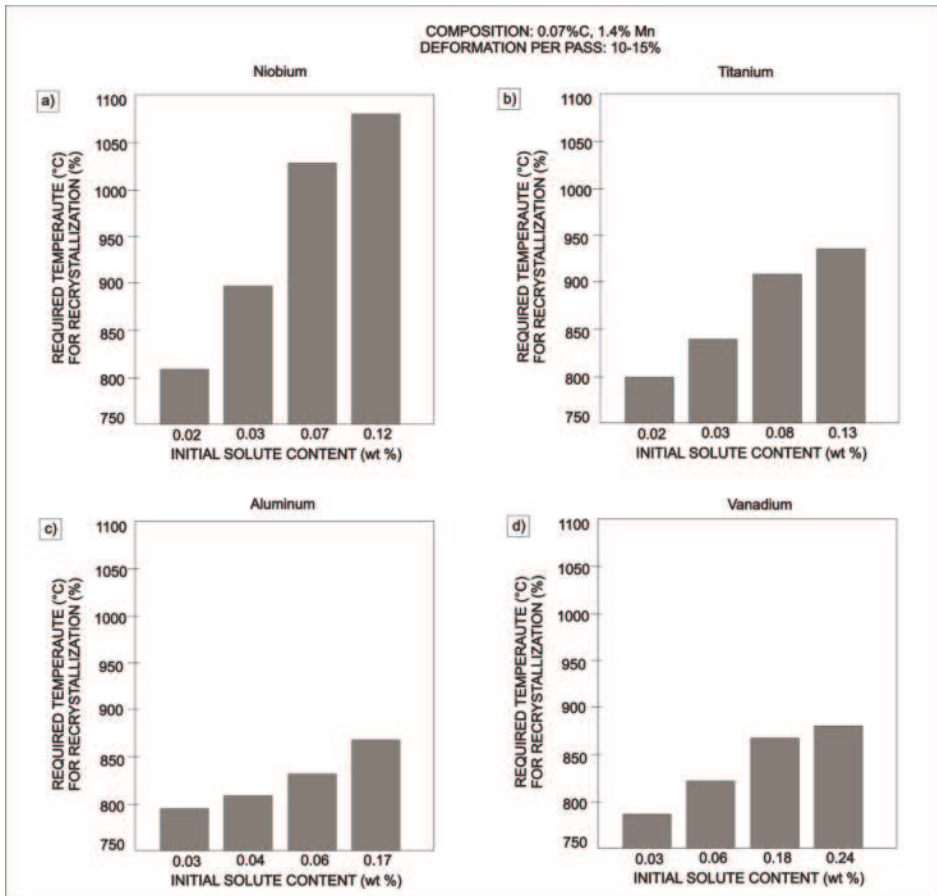 COMPOSITION: 0.07%C, 1.4% Mn
DEFORMATION PER PASS: 10-15%
Niobium
a)
REQUIRED TEMPERAUTE (°C)
FOR RECRYSTALLIZATION (%)
1100
1050
1000
950
900
850
800
750
0.02 0.03 0.07 0.12
INITIAL SOLUTE CONTENT (wt %)
Titanium
b)
REQUIRED TEMPERAUTE (°C)
FOR RECRYSTALLIZATION (%)
1100
1050
1000
950
900
850
800
750
0.02 0.03 0.08 0.13
INITIAL SOLUTE CONTENT (wt %)
Aluminum
c)
REQUIRED TEMPERAUTE (°C)
FOR RECRYSTALLIZATION (%)
1100
1050
1000
950
900
850
800
750
0.03 0.04 0.06 0.17
INITIAL SOLUTE CONTENT (wt %)
Vanadium
d)
REQUIRED TEMPERAUTE (°C)
FOR RECRYSTALLIZATION (%)
1100
1050
1000
950
900
850
800
750
0.03 0.06 0.18 0.24
INITIAL SOLUTE CONTENT (wt %)